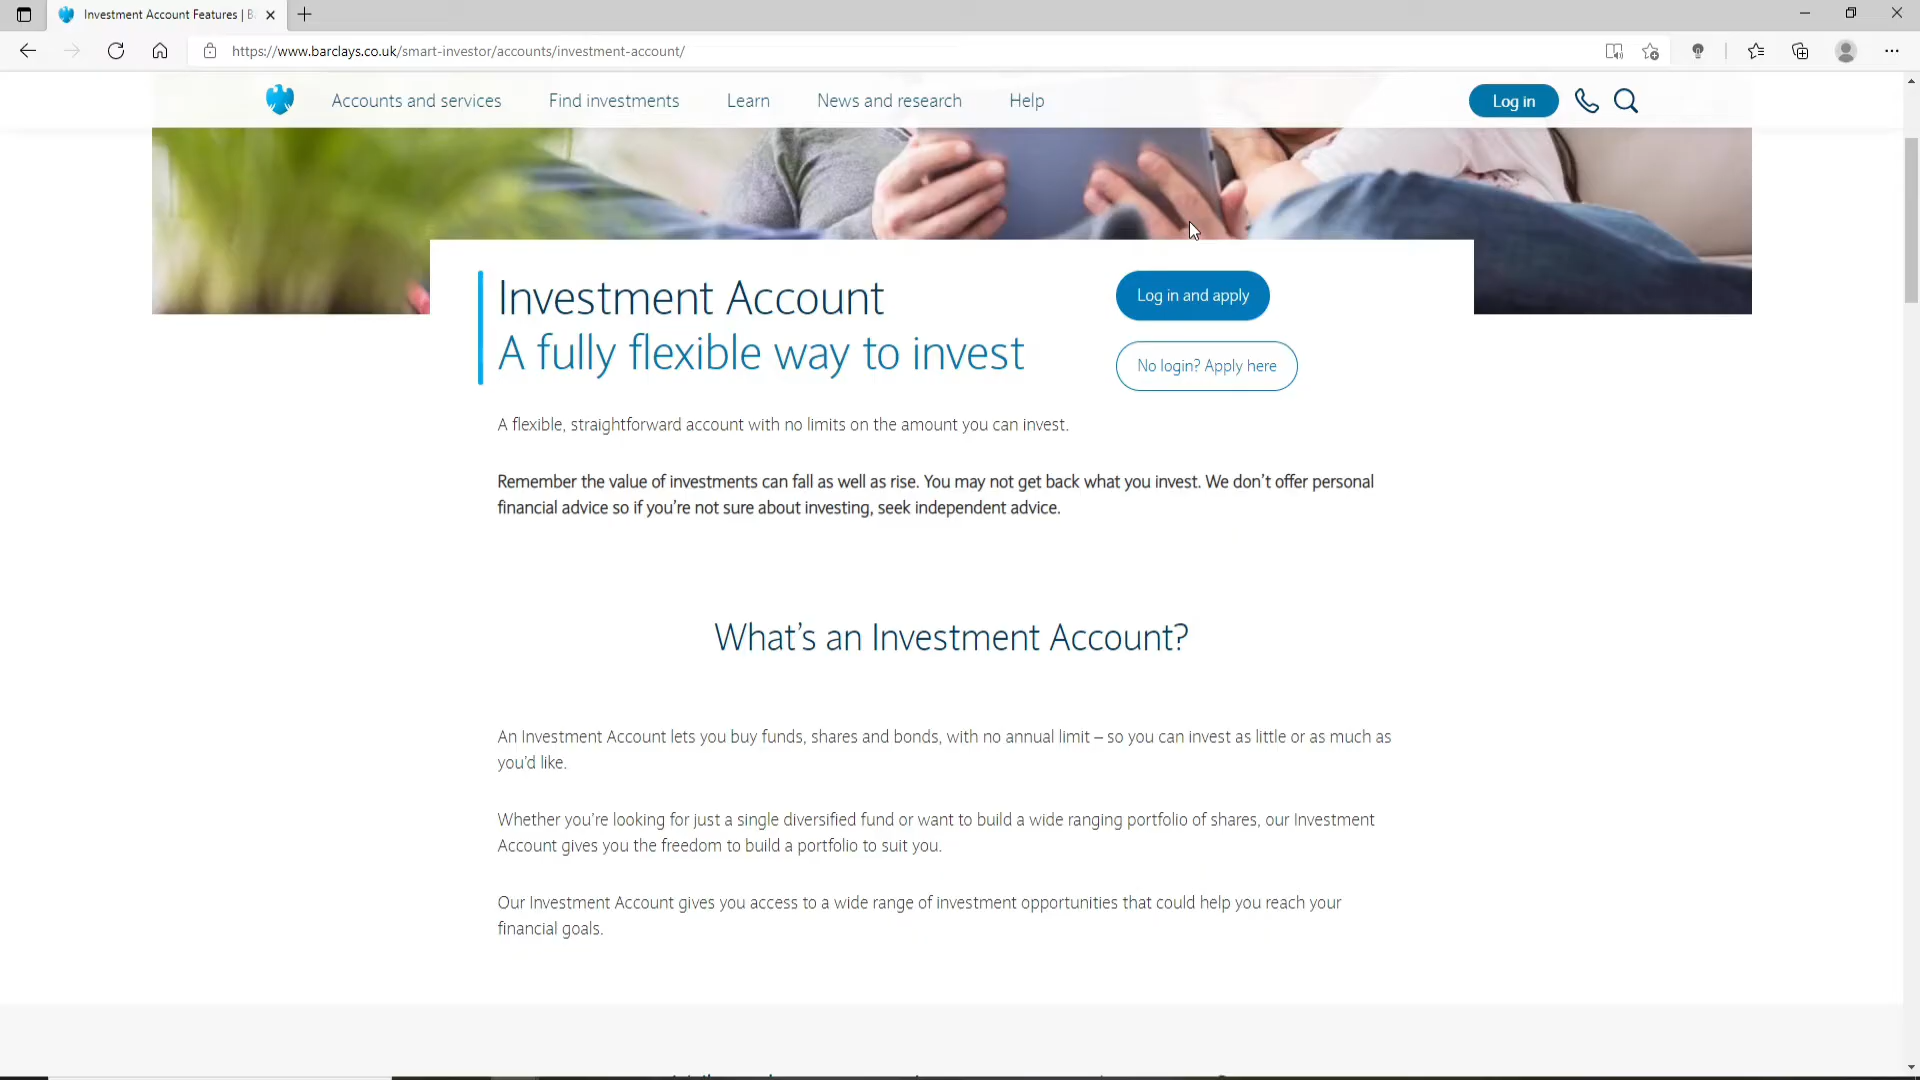 Investment Account Features | B
https://www.barclays.co.uk/smart-investor/accounts/investment-account/
Accounts and services Find investments Learn News and research Help Log in
Investment Account
A fully flexible way to invest
Log in and apply
No login? Apply here
A flexible, straightforward account with no limits on the amount you can invest.
Remember the value of investments can fall as well as rise. You may not get back what you invest. We don’t offer personal
financial advice so if you’re not sure about investing, seek independent advice.
What’s an Investment Account?
An Investment Account lets you buy funds, shares and bonds, with no annual limit – so you can invest as little or as much as
you’d like.
Whether you’re looking for just a single diversified fund or want to build a wide ranging portfolio of shares, our Investment
Account gives you the freedom to build a portfolio to suit you.
Our Investment Account gives you access to a wide range of investment opportunities that could help you reach your
financial goals.